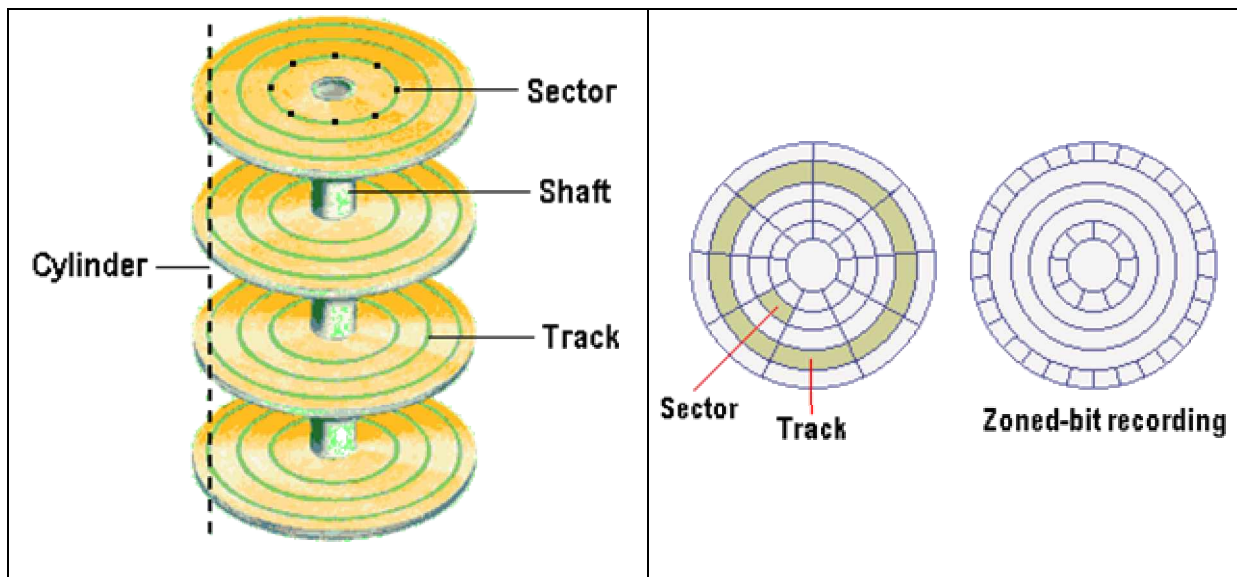 Sector
Shaft
Cylinder
Track
Sector
Track
Zoned-bit recording